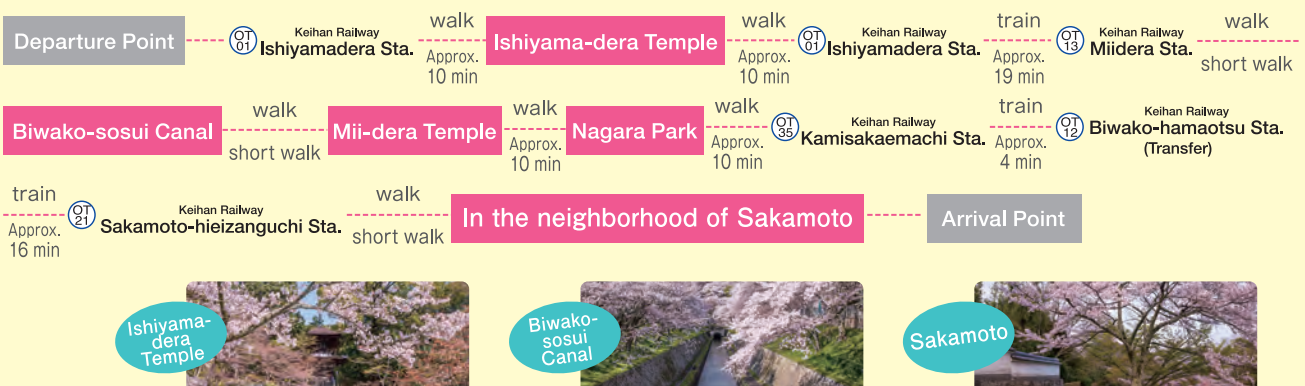 Departure Point
OT
01
Keihan Railway
Ishiyamadera Sta.
walk
Approx.
10 min
Ishiyama-dera Temple
walk
Approx.
10 min
OT
01
Keihan Railway
Ishiyamadera Sta.
train
Approx.
19 min
OT
13
Keihan Railway
Miidera Sta.
walk
short walk
Biwako-sosui Canal
walk
short walk
Mii-dera Temple
walk
Approx.
10 min
Nagara Park
walk
Approx.
10 min
OT
35
Keihan Railway
Kamisakaemachi Sta.
train
Approx.
4 min
OT
12
Keihan Railway
Biwako-hamaotsu Sta.
(Transfer)
train
Approx.
16 min
OT
21
Keihan Railway
Sakamoto-hieizanguchi Sta.
walk
short walk
In the neighborhood of Sakamoto
Arrival Point
Ishiyama-
dera
Temple
Biwako-
sosui
Canal
Sakamoto